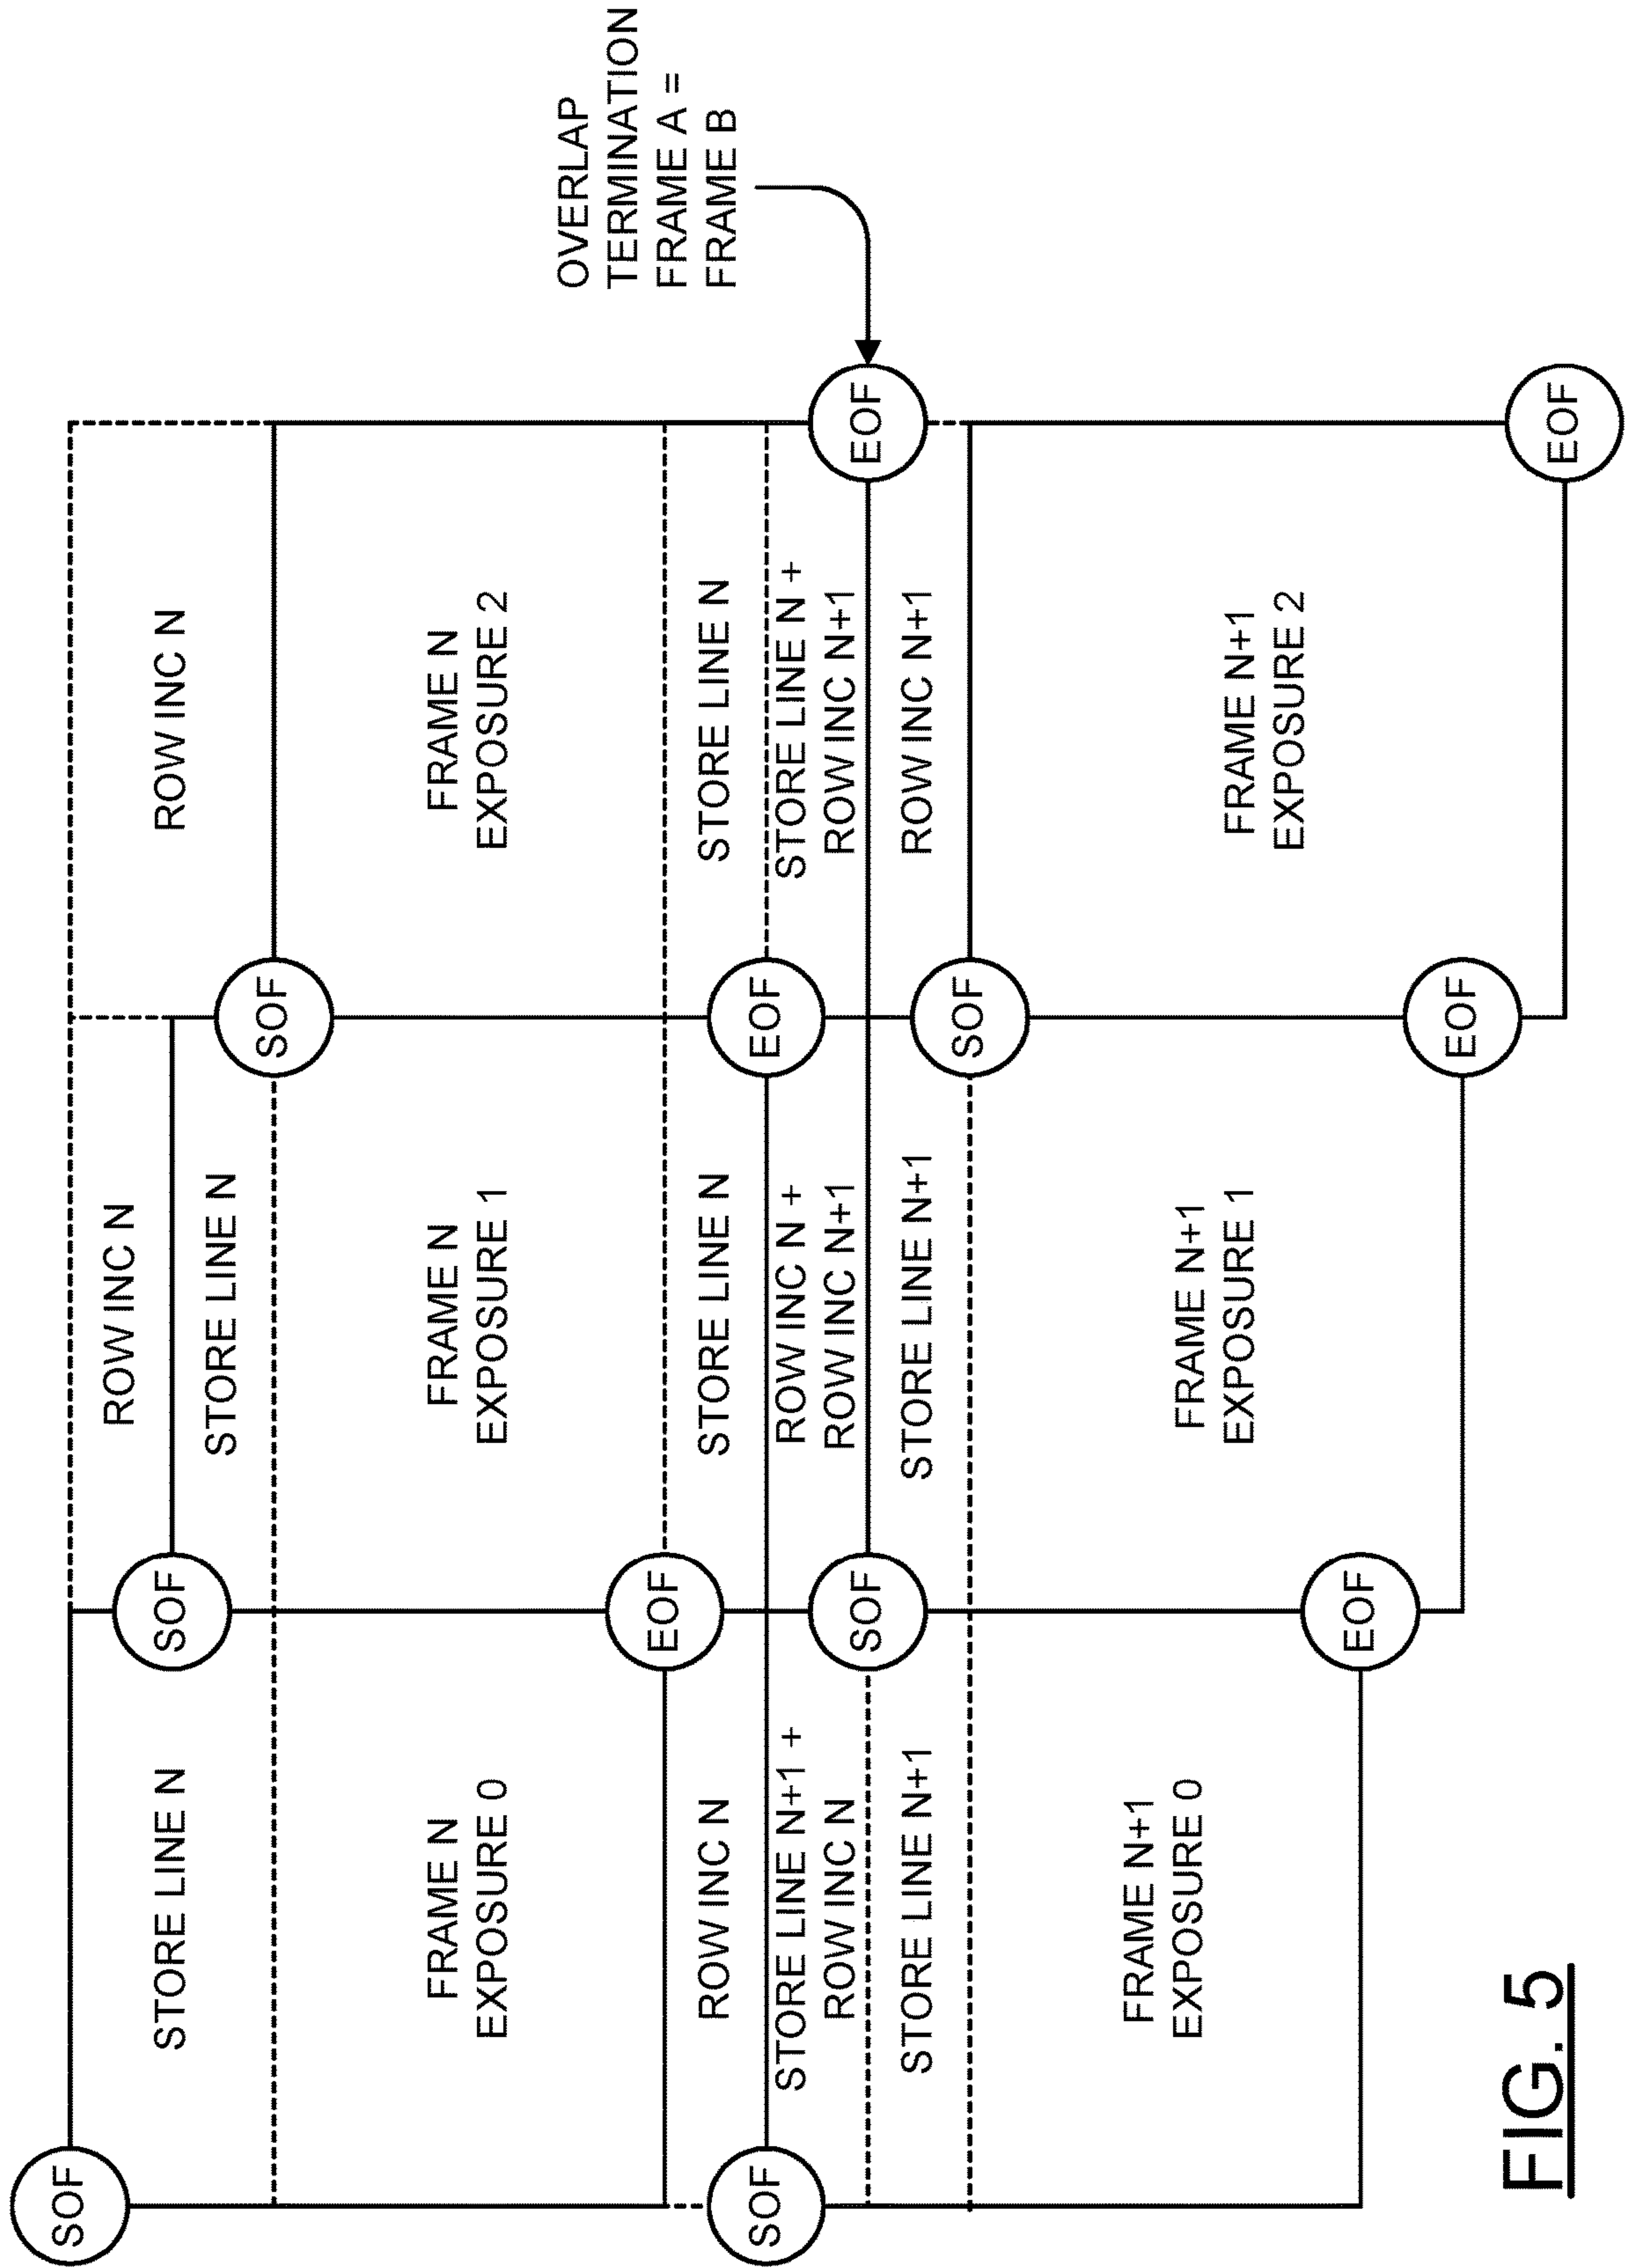 SOF
STORE LINE N
ROW INC N
ROW INC N
SOF
STORE LINE N
SOF
FRAME N
EXPOSURE 0
FRAME N
EXPOSURE 1
FRAME N
EXPOSURE 2
OVERLAP
TERMINATION
FRAME A =
FRAME B
EOF
ROW INC N
STORE LINE N
STORE LINE N
SOF
EOF
STORE LINE N+1 +
ROW INC N
ROW INC N +
ROW INC N+1
STORE LINE N +
ROW INC N+1
SOF
EOF
STORE LINE N+1
STORE LINE N+1
ROW INC N+1
SOF
FRAME N+1
EXPOSURE 0
FRAME N+1
EXPOSURE 1
FRAME N+1
EXPOSURE 2
EOF
EOF
EOF
FIG. 5